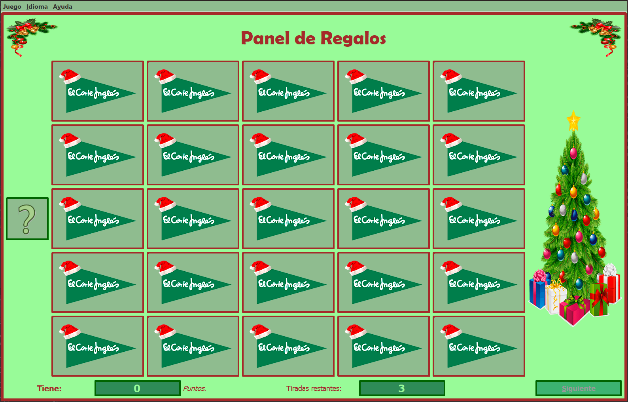 Juego Idioma Ayuda
Panel de Regalos
El Corte Inglés El Corte Inglés El Corte Inglés El Corte Inglés El Corte Inglés
El Corte Inglés El Corte Inglés El Corte Inglés El Corte Inglés El Corte Inglés
?
El Corte Inglés El Corte Inglés El Corte Inglés El Corte Inglés El Corte Inglés
El Corte Inglés El Corte Inglés El Corte Inglés El Corte Inglés El Corte Inglés
El Corte Inglés El Corte Inglés El Corte Inglés El Corte Inglés El Corte Inglés
Tiene: 0 Puntos. Tiradas restantes: 3 Siguiente